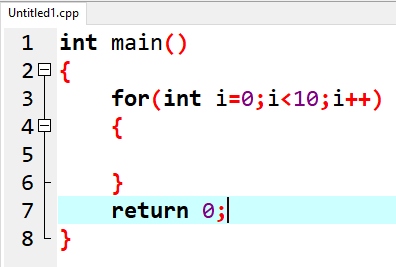 Untitled1.cpp
1 int main()
2 {
3 for(int i=0;i<10;i++)
4 {
5
6 }
7 return 0;
8 }